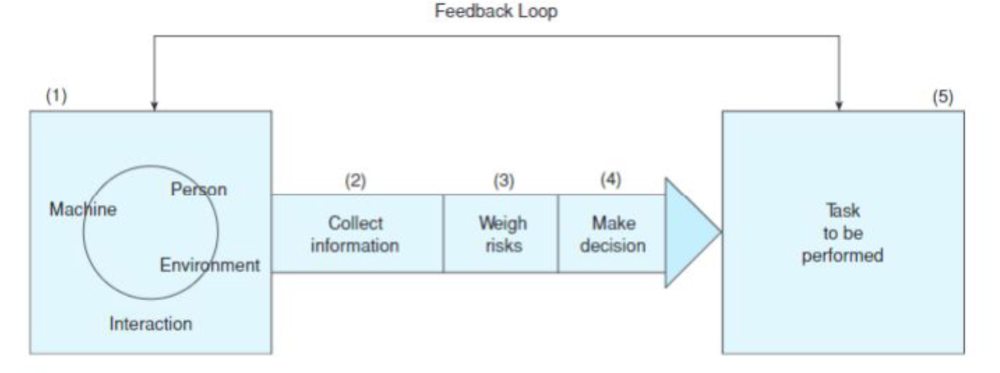 Feedback Loop
(1)
(5)
Machine
Person
Environment
Interaction
(2)
(3)
(4)
Collect
information
Weigh
risks
Make
decision
Task
to be
performed